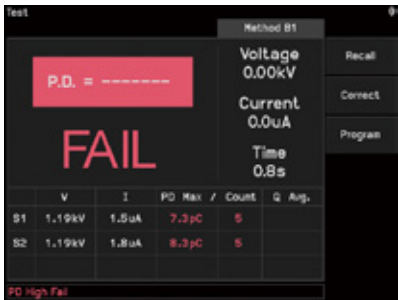 Test
Method B1
P.D. = -------
FAIL
Voltage
0.00kV
Current
0.0uA
Time
0.8s
Recall
Correct
Program
V I PD Max / Count Q Avg.
S1 1.19kV 1.5uA 7.3pC 5
S2 1.19kV 1.8uA 8.3pC 5
PD High Fail